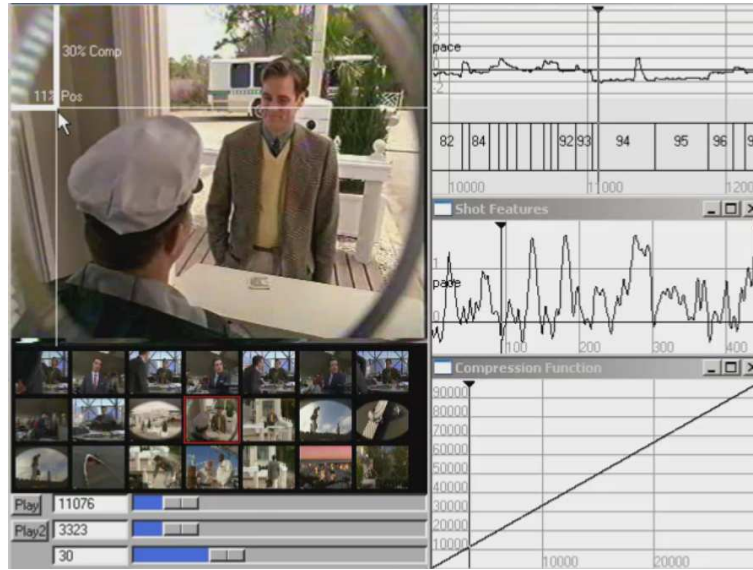 30% Comp
11% Pos
pace
2
82 84 92 93 94 95 96
10000 11000 1200
Shot Features
1
pace
0
100 200 300 400
Compression Function
90000
80000
70000
60000
50000
40000
30000
20000
10000
10000 20000
Play 11076
Play2 3323
30